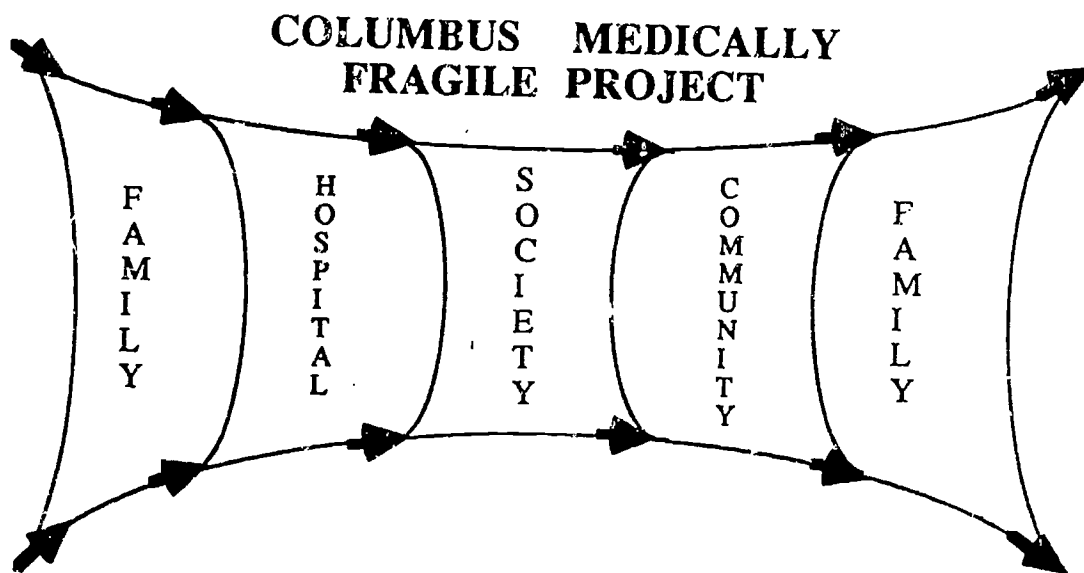 COLUMBUS MEDICALLY
FRAGILE PROJECT
FAMILY
HOSPITAL
SOCIETY
COMMUNITY
FAMILY